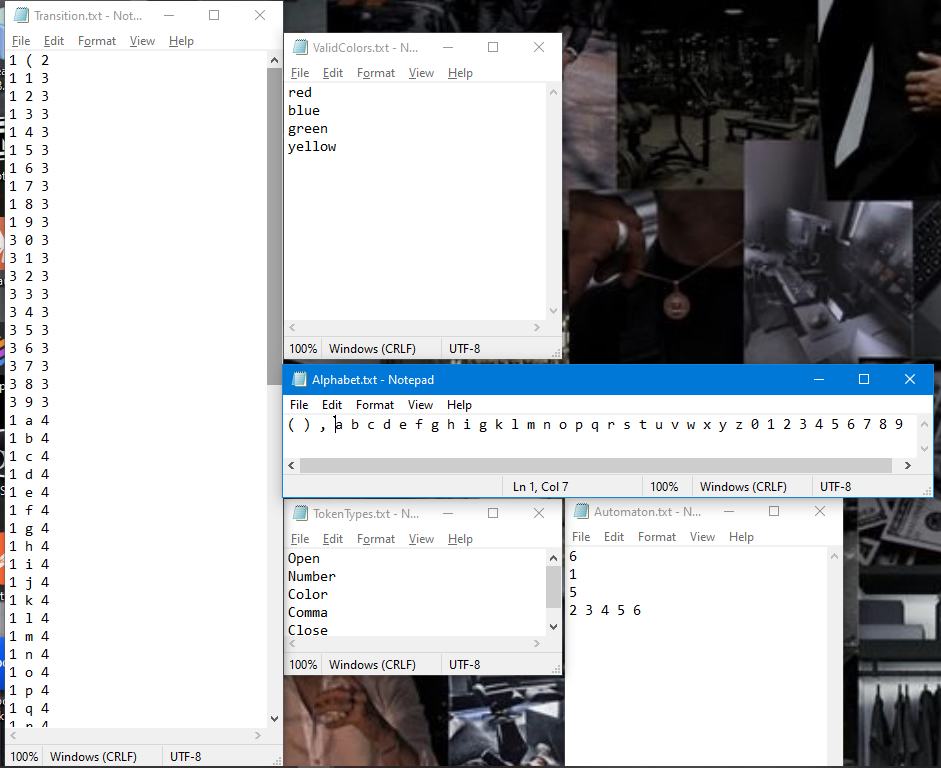 Transition.txt - Not...
File Edit Format View Help
1 ( 2
1 1 3
1 2 3
1 3 3
1 4 3
1 5 3
1 6 3
1 7 3
1 8 3
1 9 3
3 0 3
3 1 3
3 2 3
3 3 3
3 4 3
3 5 3
3 6 3
3 7 3
3 8 3
3 9 3
1 a 4
1 b 4
1 c 4
1 d 4
1 e 4
1 f 4
1 g 4
1 h 4
1 i 4
1 j 4
1 k 4
1 l 4
1 m 4
1 n 4
1 o 4
1 p 4
1 q 4
1 r 4
100% Windows (CRLF) UTF-8
ValidColors.txt - N...
File Edit Format View Help
red
blue
green
yellow
100% Windows (CRLF) UTF-8
Alphabet.txt - Notepad
File Edit Format View Help
( ) , a b c d e f g h i g k l m n o p q r s t u v w x y z 0 1 2 3 4 5 6 7 8 9
Ln 1, Col 7 100% Windows (CRLF) UTF-8
TokenTypes.txt - N...
File Edit Format View Help
Open
Number
Color
Comma
Close
100% Windows (CRLF) UTF-8
Automaton.txt - N...
File Edit Format View Help
6
1
5
2 3 4 5 6